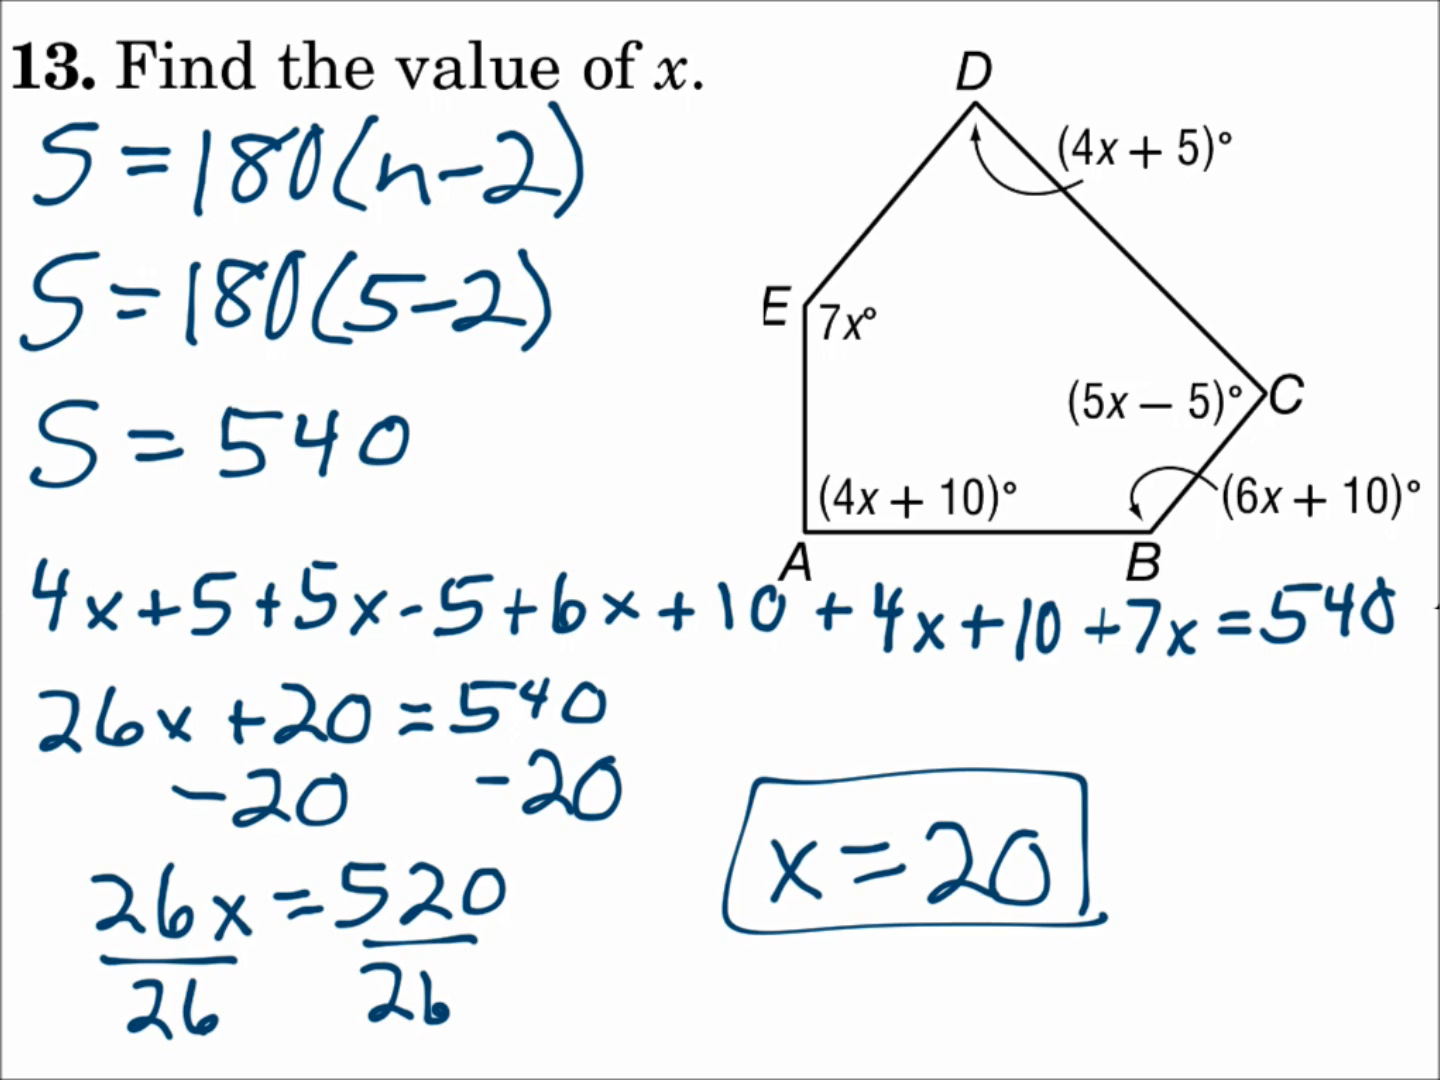 13. Find the value of x.
S = 180(n-2)
S = 180(5-2)
S = 540
D
(4x + 5)°
E
7x°
(5x – 5)°
C
(4x + 10)°
(6x + 10)°
A
B
4x+5+5x-5+6x+10+4x+10+7x=540
26x+20=540
-20 -20
26x=520
26 26
x=20